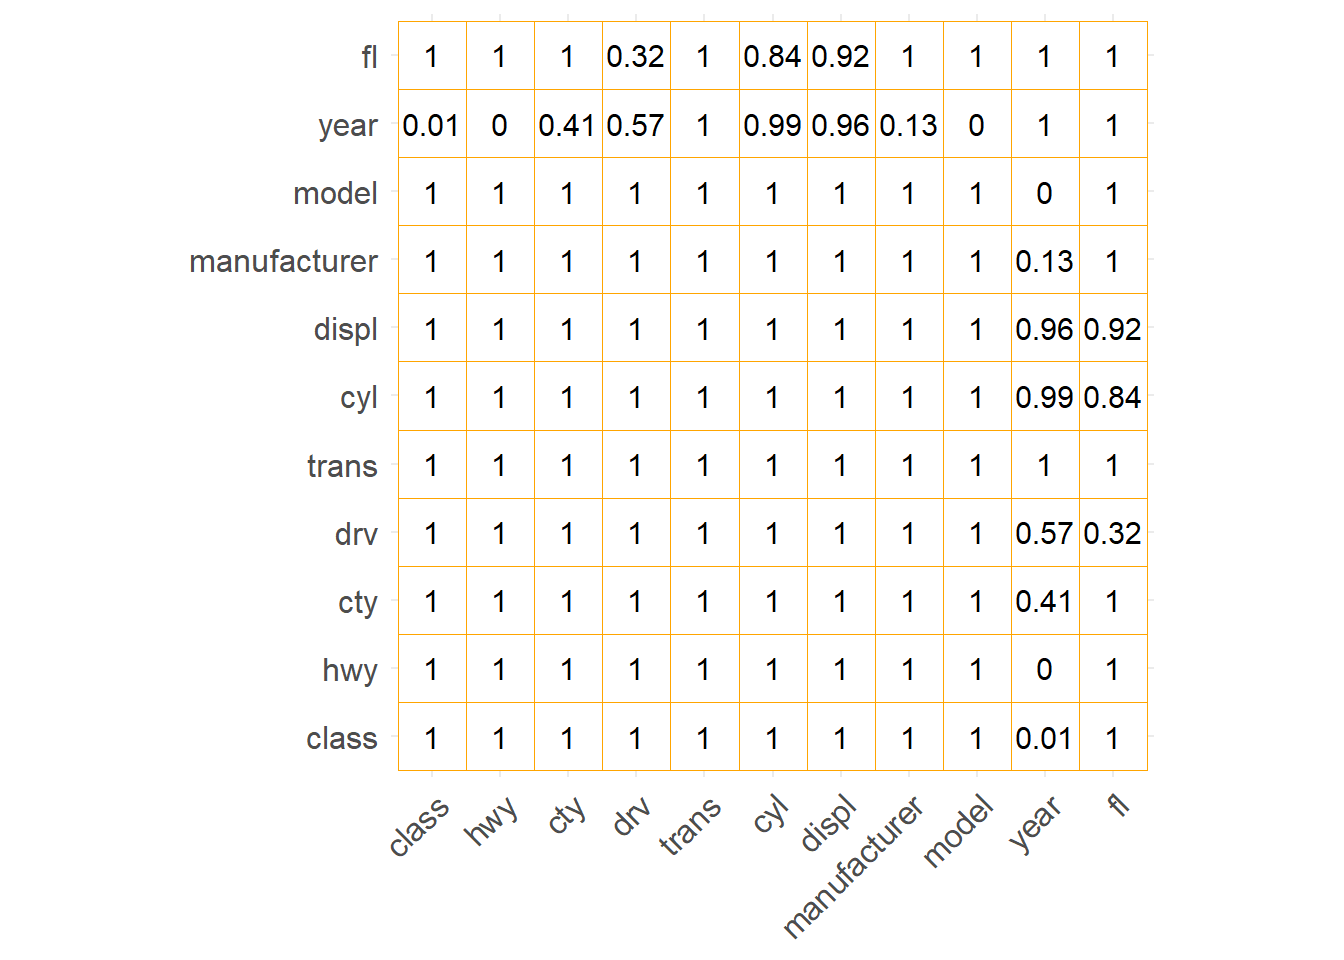 fl 1 1 1 0.32 1 0.84 0.92 1 1 1 1
year 0.01 0 0.41 0.57 1 0.99 0.96 0.13 0 1 1
model 1 1 1 1 1 1 1 1 1 0 1
manufacturer 1 1 1 1 1 1 1 1 1 0.13 1
displ 1 1 1 1 1 1 1 1 1 0.96 0.92
cyl 1 1 1 1 1 1 1 1 1 0.99 0.84
trans 1 1 1 1 1 1 1 1 1 1 1
drv 1 1 1 1 1 1 1 1 1 0.57 0.32
cty 1 1 1 1 1 1 1 1 1 0.41 1
hwy 1 1 1 1 1 1 1 1 1 0 1
class 1 1 1 1 1 1 1 1 1 0.01 1
class hwy cty drv trans cyl displ manufacturer model year fl